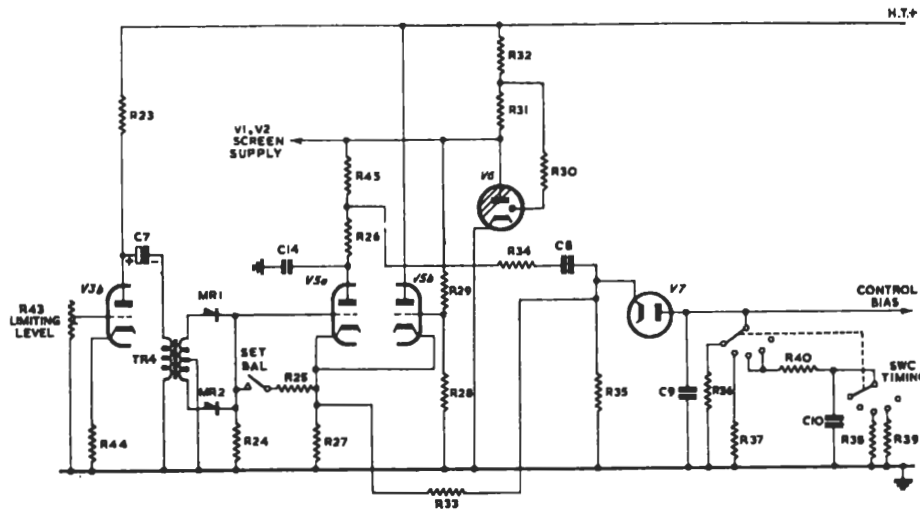 H.T.+
R32
R23
R31
V1, V2
SCREEN
SUPPLY
V6
R30
R45
C7
+
-
R26
C14
R34
C8
V3b
V5a
V5b
R29
V7
CONTROL
BIAS
R43
LIMITING
LEVEL
MR1
TR4
SET
BAL
R25
R40
SWC
TIMING
MR2
R28
R35
C9
R36
C10
R44
R24
R27
R37
R38
R39
R33